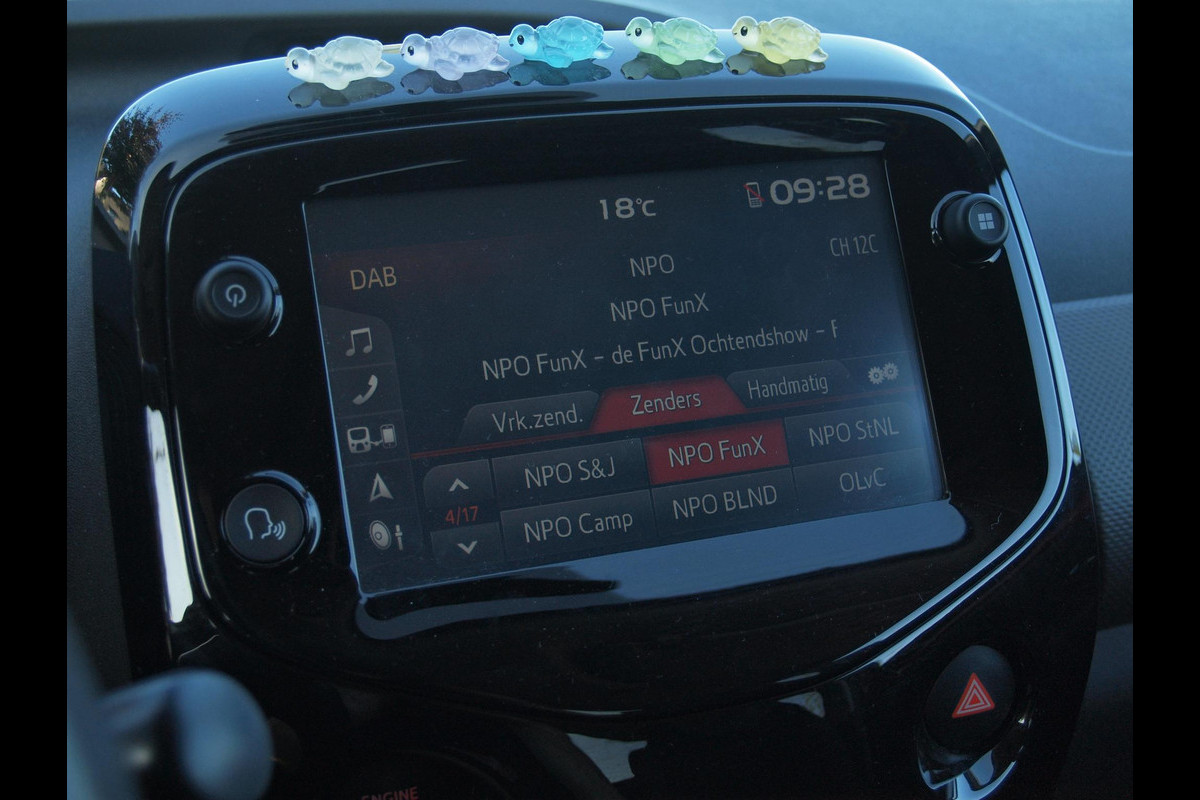 18°C 09:28
DAB
NPO
CH 12C
NPO FunX
NPO FunX - de FunX Ochtendshow - F
Vrk.zend. Zenders Handmatig
4/17
NPO S&J NPO FunX NPO StNL
NPO Camp NPO BLND OLvC
ENGINE